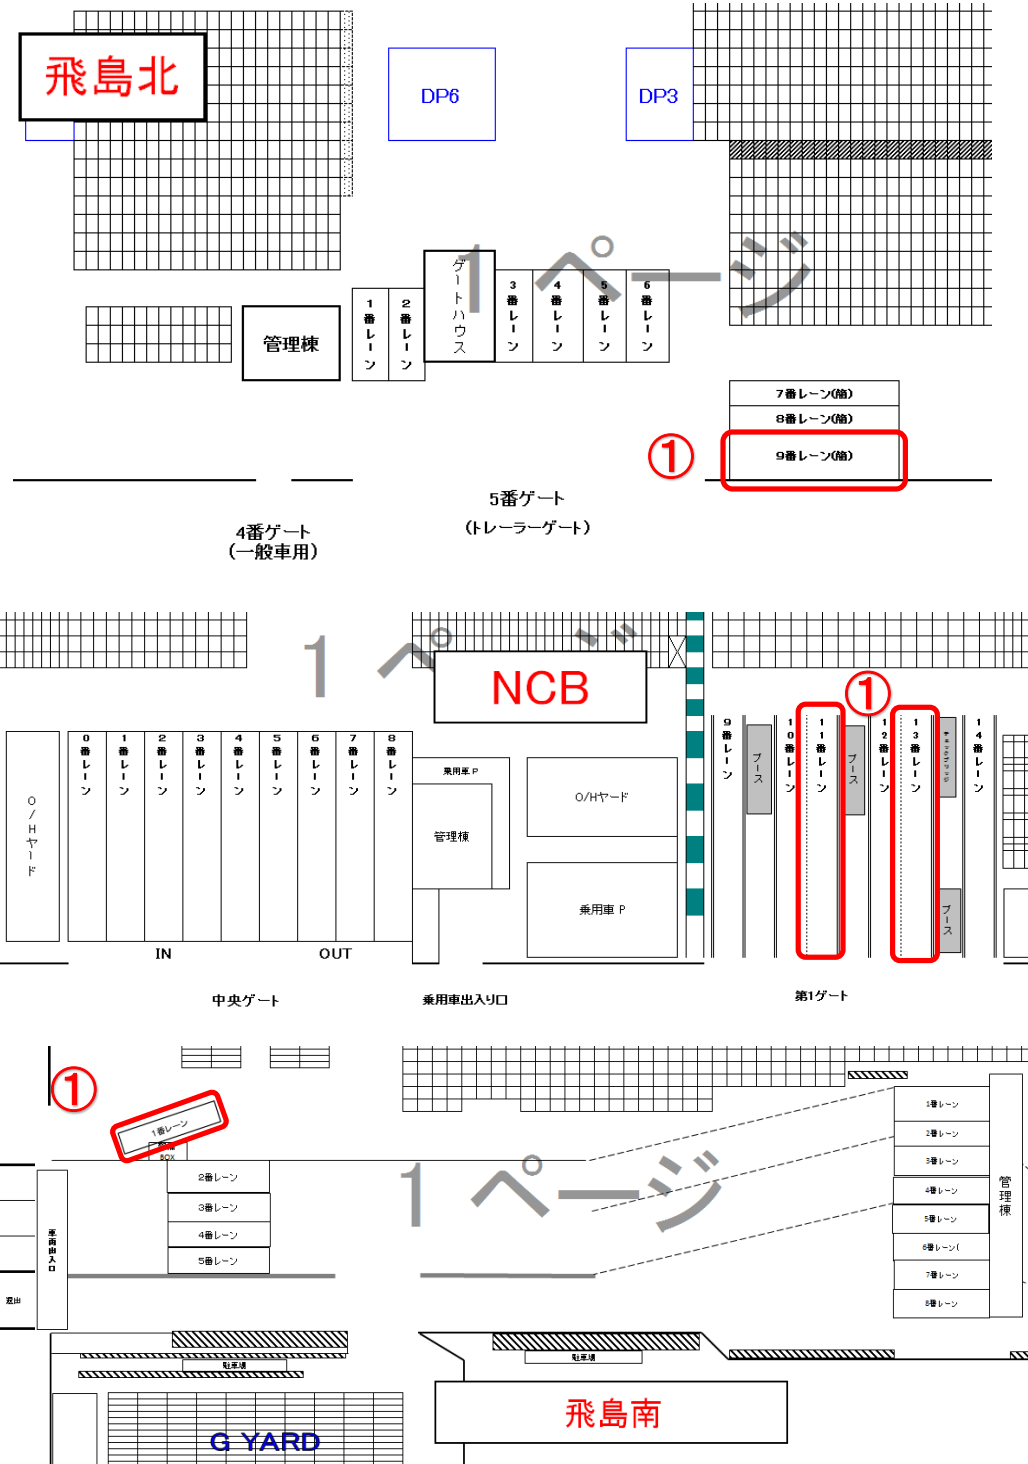 飛島北
DP6
DP3
1 ページ
ゲートハウス
1番レーン
2番レーン
3番レーン
4番レーン
5番レーン
6番レーン
管理棟
7番レーン(簡)
8番レーン(簡)
9番レーン(簡)
①
5番ゲート
(トレーラーゲート)
4番ゲート
(一般車用)
1 ページ
NCB
①
O/Hヤード
0番レーン
1番レーン
2番レーン
3番レーン
4番レーン
5番レーン
6番レーン
7番レーン
8番レーン
乗用車 P
管理棟
O/Hヤード
乗用車 P
9番レーン
ブース
10番レーン
11番レーン
ブース
12番レーン
13番レーン
14番レーン
ブース
IN
OUT
中央ゲート
乗用車出入り口
第1ゲート
①
1番レーン
BOX
2番レーン
3番レーン
4番レーン
5番レーン
車両出入口
退出
1 ページ
1番レーン
2番レーン
3番レーン
4番レーン
5番レーン
6番レーン(
7番レーン
8番レーン
管理棟
駐車場
駐車場
飛島南
G YARD